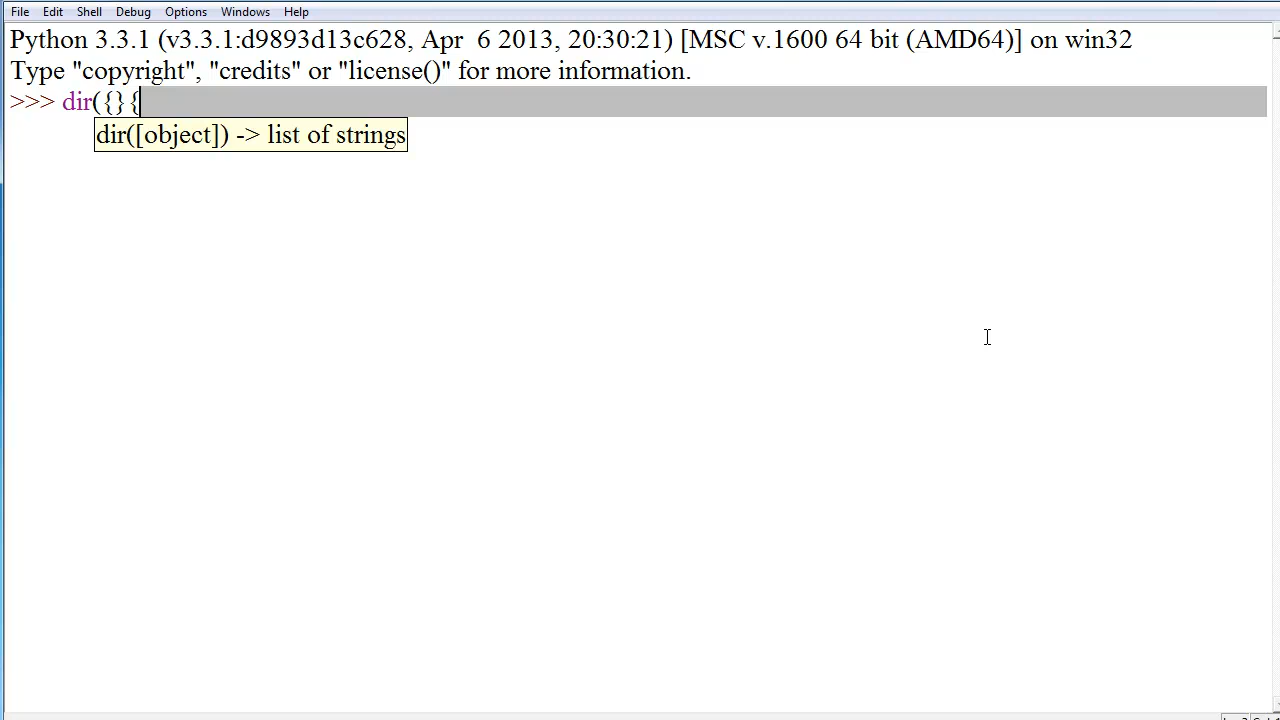 File Edit Shell Debug Options Windows Help
Python 3.3.1 (v3.3.1:d9893d13c628, Apr  6 2013, 20:30:21) [MSC v.1600 64 bit (AMD64)] on win32
Type "copyright", "credits" or "license()" for more information.
>>> dir({}{
dir([object]) -> list of strings